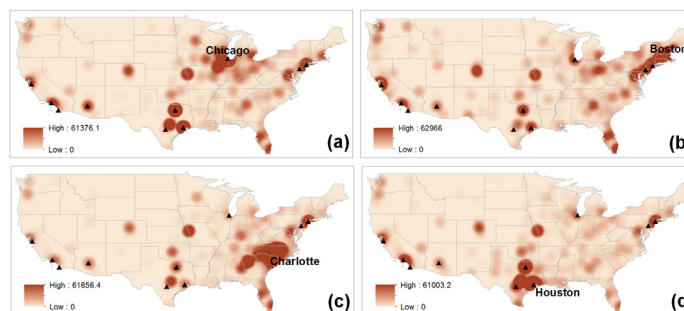 Chicago
High : 61376.1
Low : 0
(a)
Boston
High : 62966
Low : 0
(b)
Charlotte
High : 61656.4
Low : 0
(c)
Houston
High : 61003.2
Low : 0
(d)